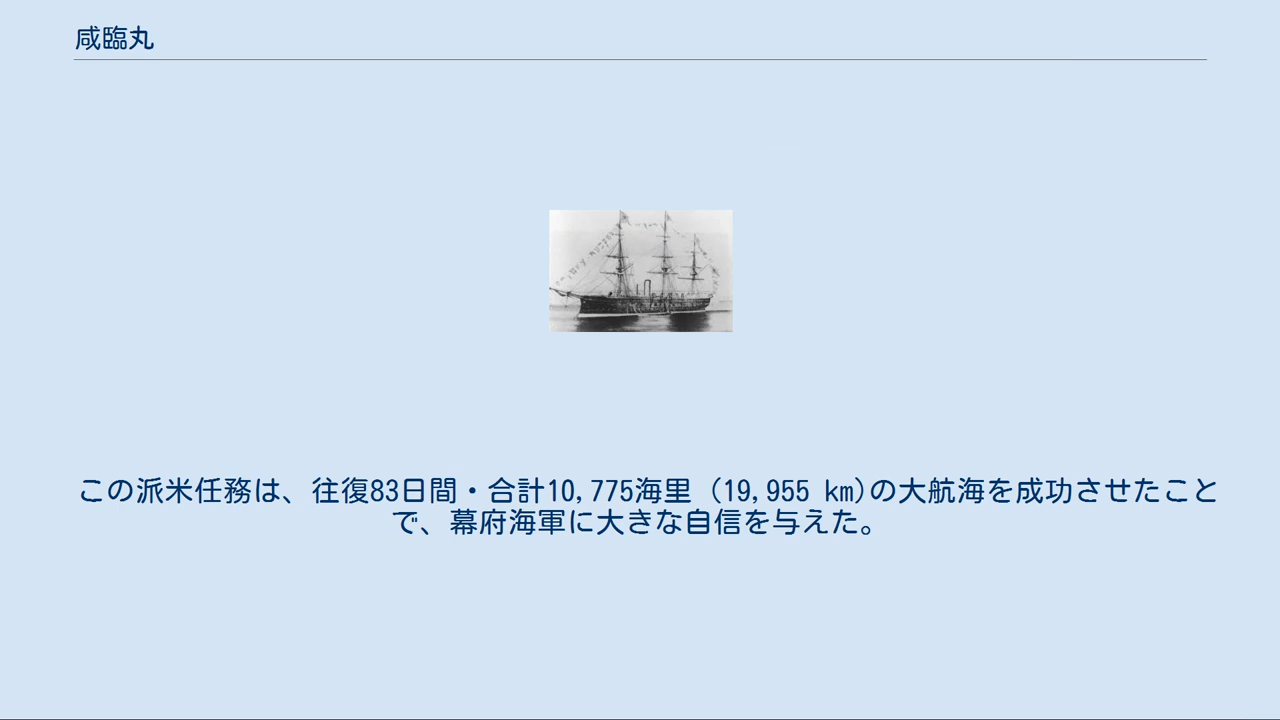 咸臨丸
この派米任務は、往復83日間・合計10,775海里 (19,955 km)の大航海を成功させたこと
で、幕府海軍に大きな自信を与えた。